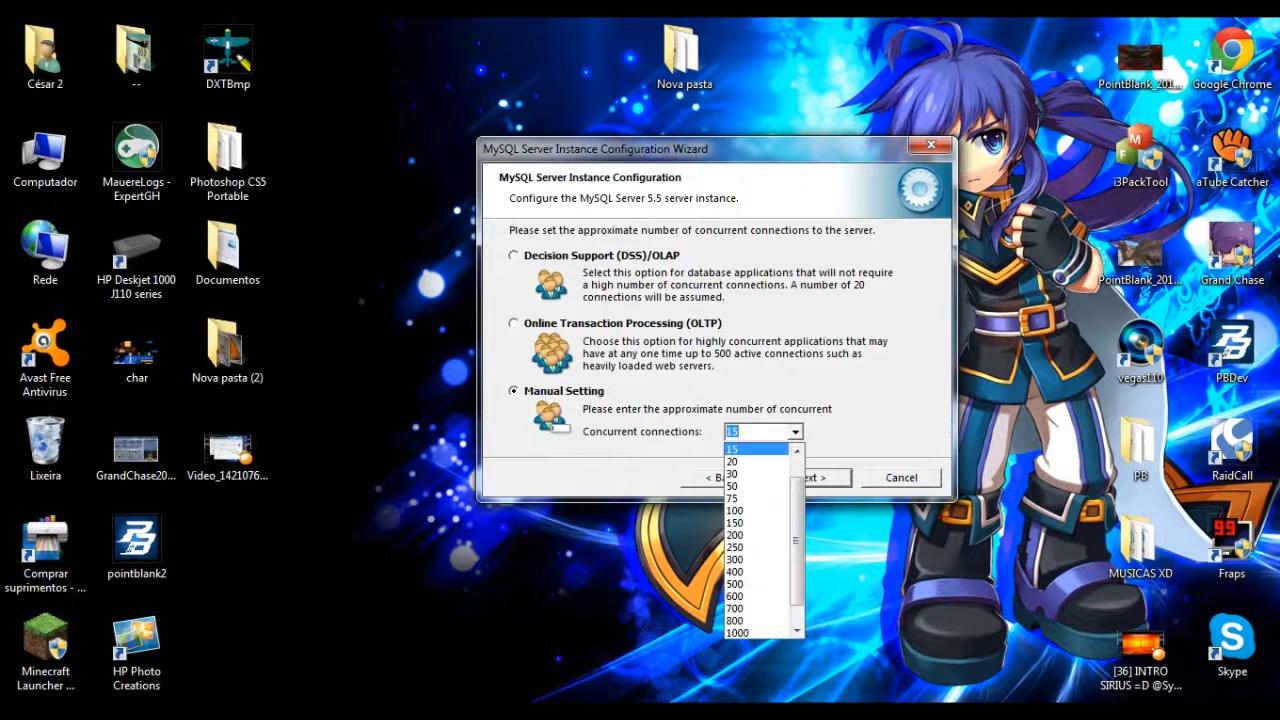 César 2
--
DXTBmp
Nova pasta
PointBlank_201...
Google Chrome
Computador
MauereLogs -
ExpertGH
Photoshop CS5
Portable
i3PackTool
aTube Catcher
Rede
HP Deskjet 1000
J110 series
Documentos
PointBlank_201...
Grand Chase
Avast Free
Antivirus
char
Nova pasta (2)
vegas110
PBDev
Lixeira
GrandChase20...
Video_1421076...
PB
RaidCall
Comprar
suprimentos - ...
pointblank2
MUSICAS XD
99
Fraps
Minecraft
Launcher ...
HP Photo
Creations
[36] INTRO
SIRIUS =D @Sy...
Skype
MySQL Server Instance Configuration Wizard
MySQL Server Instance Configuration
Configure the MySQL Server 5.5 server instance.
Please set the approximate number of concurrent connections to the server.
Decision Support (DSS)/OLAP
Select this option for database applications that will not require
a high number of concurrent connections. A number of 20
connections will be assumed.
Online Transaction Processing (OLTP)
Choose this option for highly concurrent applications that may
have at any one time up to 500 active connections such as
heavily loaded web servers.
Manual Setting
Please enter the approximate number of concurrent
Concurrent connections: 15
15
20
30
50
75
100
150
200
250
300
400
500
600
700
800
1000
< Ba
ext >
Cancel